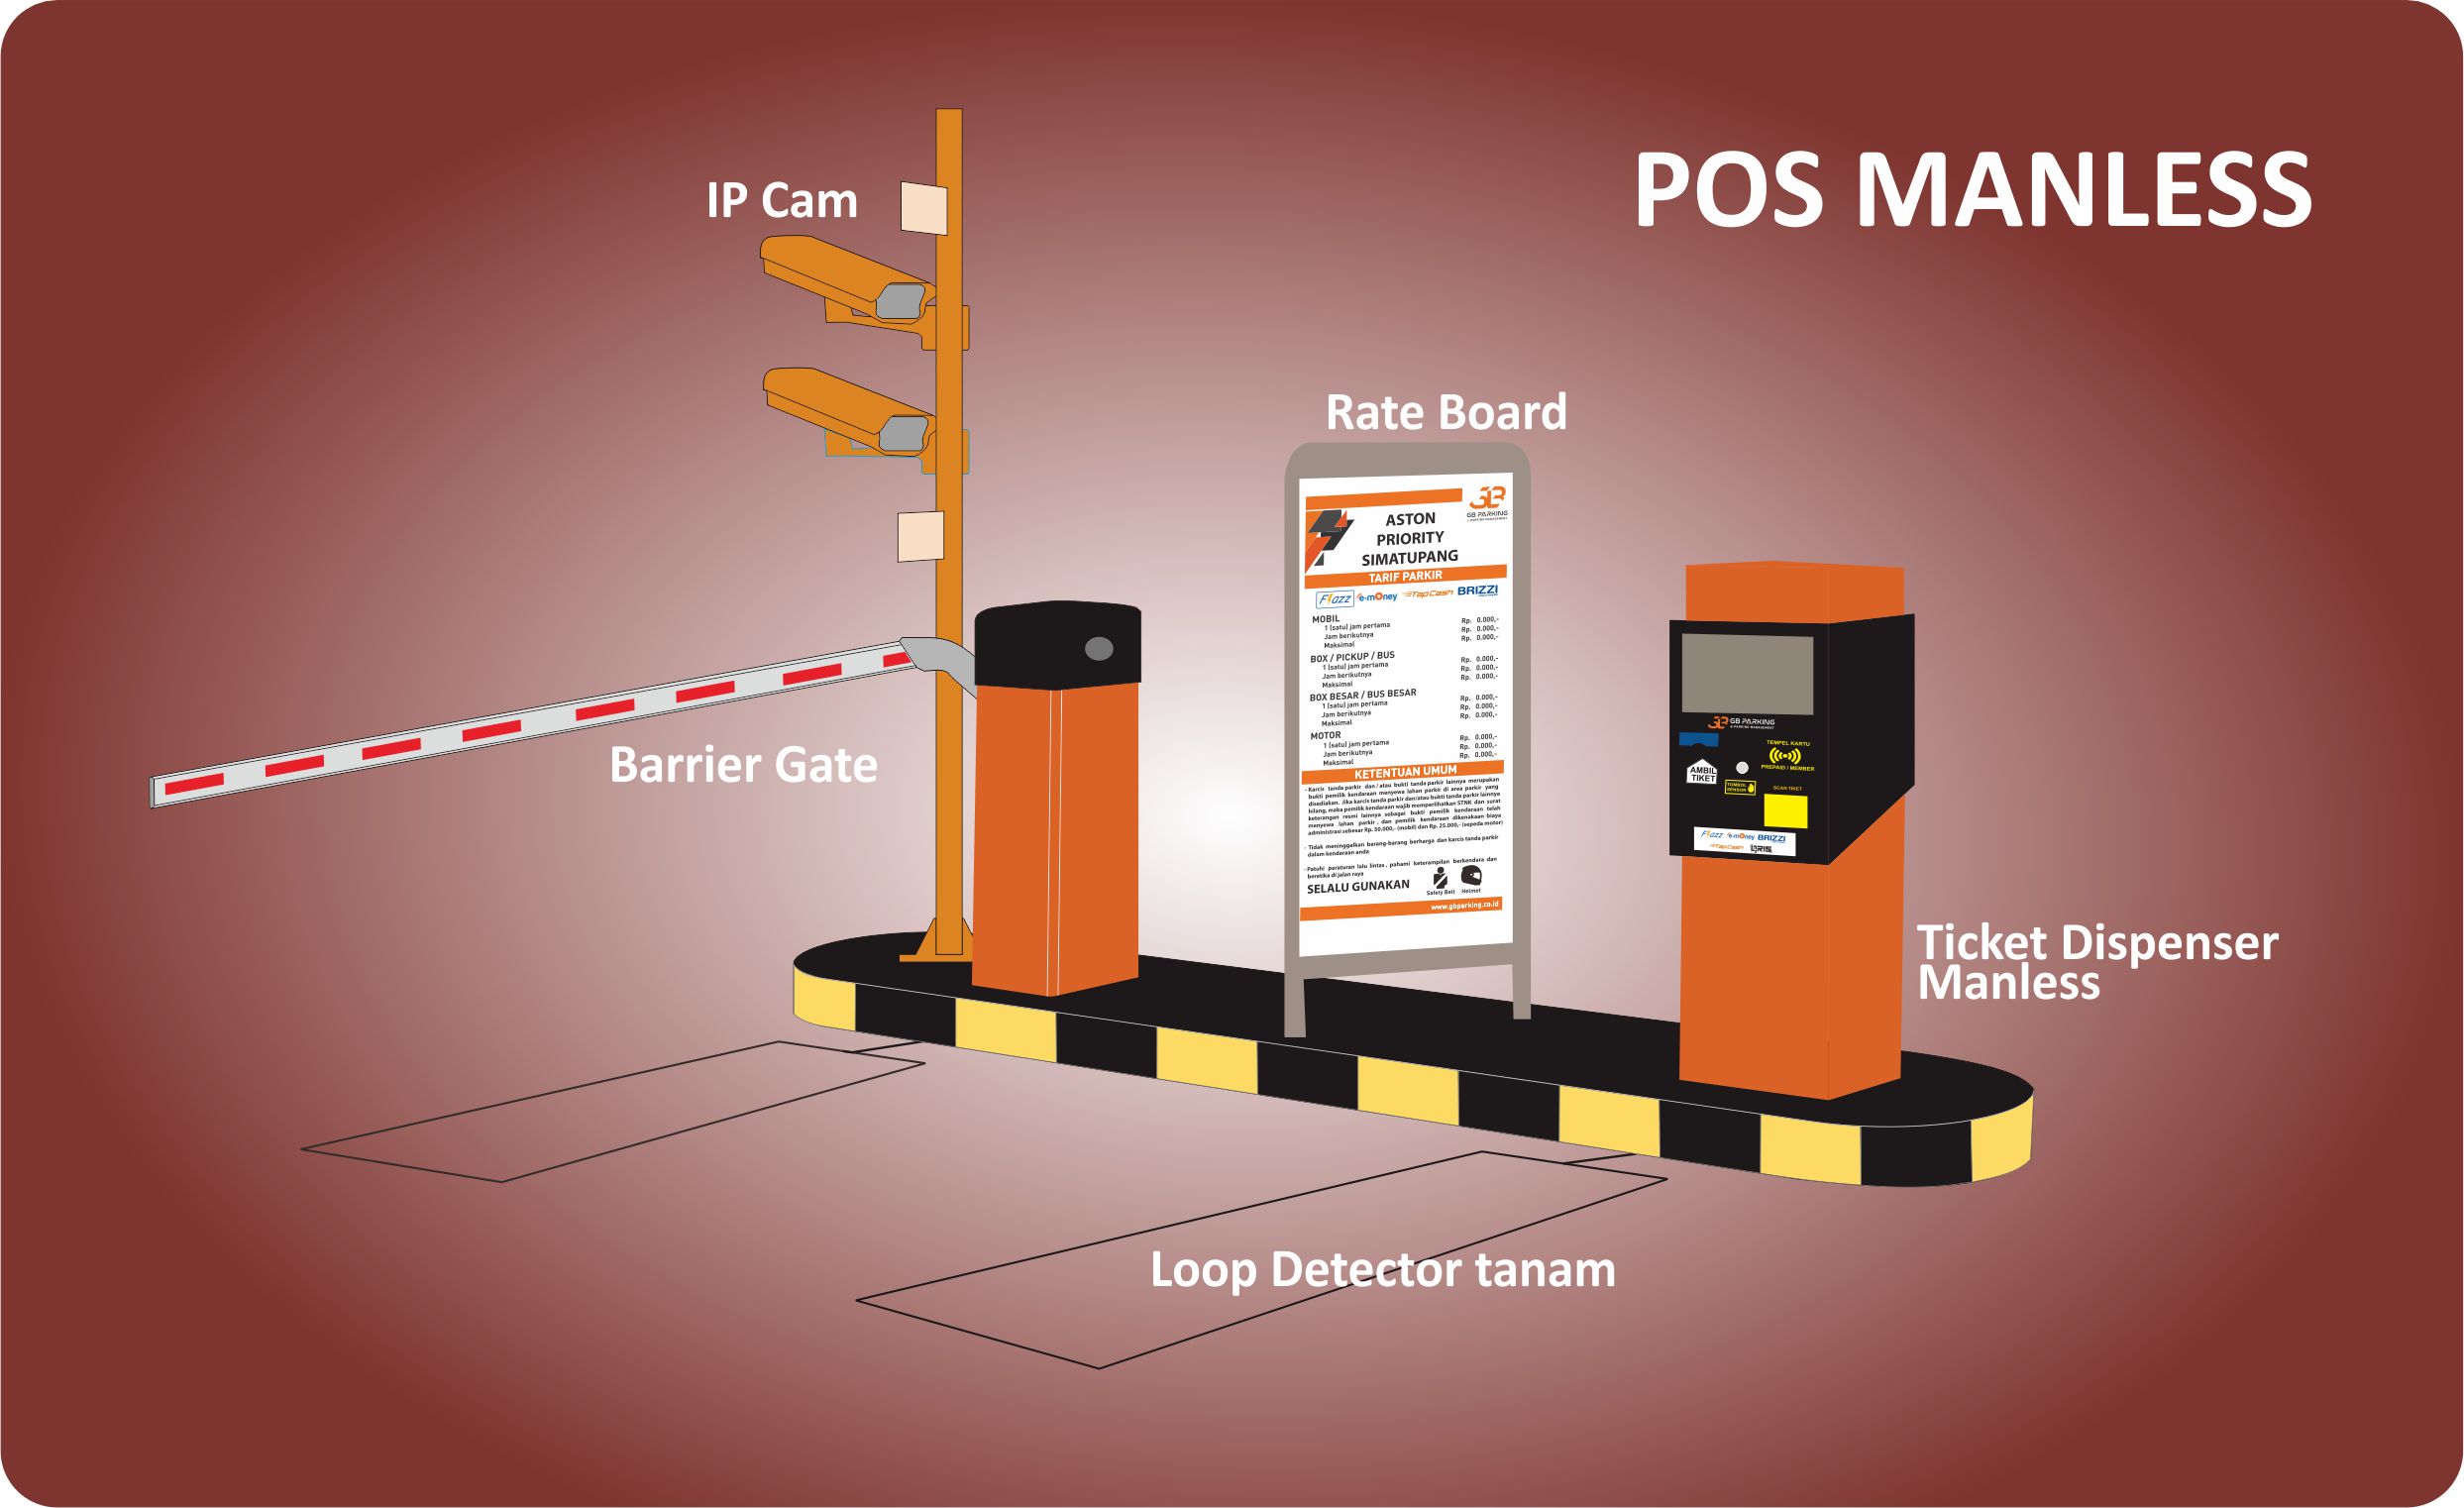 POS MANLESS
IP Cam
Rate Board
GB PARKING
ASTON
PRIORITY
SIMATUPANG
TARIF PARKIR
Flazz e-money TapCash BRIZZI
MOBIL
1 (satu) jam pertama Rp. 0.000,-
Jam berikutnya Rp. 0.000,-
Maksimal Rp. 0.000,-
BOX / PICKUP / BUS
1 (satu) jam pertama Rp. 0.000,-
Jam berikutnya Rp. 0.000,-
Maksimal Rp. 0.000,-
BOX BESAR / BUS BESAR
1 (satu) jam pertama Rp. 0.000,-
Jam berikutnya Rp. 0.000,-
Maksimal Rp. 0.000,-
MOTOR
1 (satu) jam pertama Rp. 0.000,-
Jam berikutnya Rp. 0.000,-
Maksimal Rp. 0.000,-
KETENTUAN UMUM
- Karcis tanda parkir dan / atau bukti tanda parkir lainnya merupakan
bukti pemilik kendaraan menyewa lahan parkir di area parkir yang
disediakan. Jika karcis tanda parkir dan/atau bukti tanda parkir lainnya
hilang, maka pemilik kendaraan wajib memperlihatkan STNK dan surat
keterangan resmi lainnya sebagai bukti pemilik kendaraan telah
menyewa lahan parkir , dan pemilik kendaraan dikenakan biaya
administrasi sebesar Rp. 50.000,- (mobil) dan Rp. 25.000,- (sepeda motor)
- Tidak meninggalkan barang-barang berharga dan karcis tanda parkir
dalam kendaraan anda
- Patuhi peraturan lalu lintas , pahami keterampilan berkendara dan
beretika di jalan raya
SELALU GUNAKAN
Safety Belt Helmet
www.gbparking.co.id
Barrier Gate
GB PARKING
TEMPEL KARTU
PREPAID / MEMBER
AMBIL
TIKET
TOMBOL
SENSOR
SCAN TIKET
Flazz e-money BRIZZI
TapCash QRIS
Ticket Dispenser
Manless
Loop Detector tanam